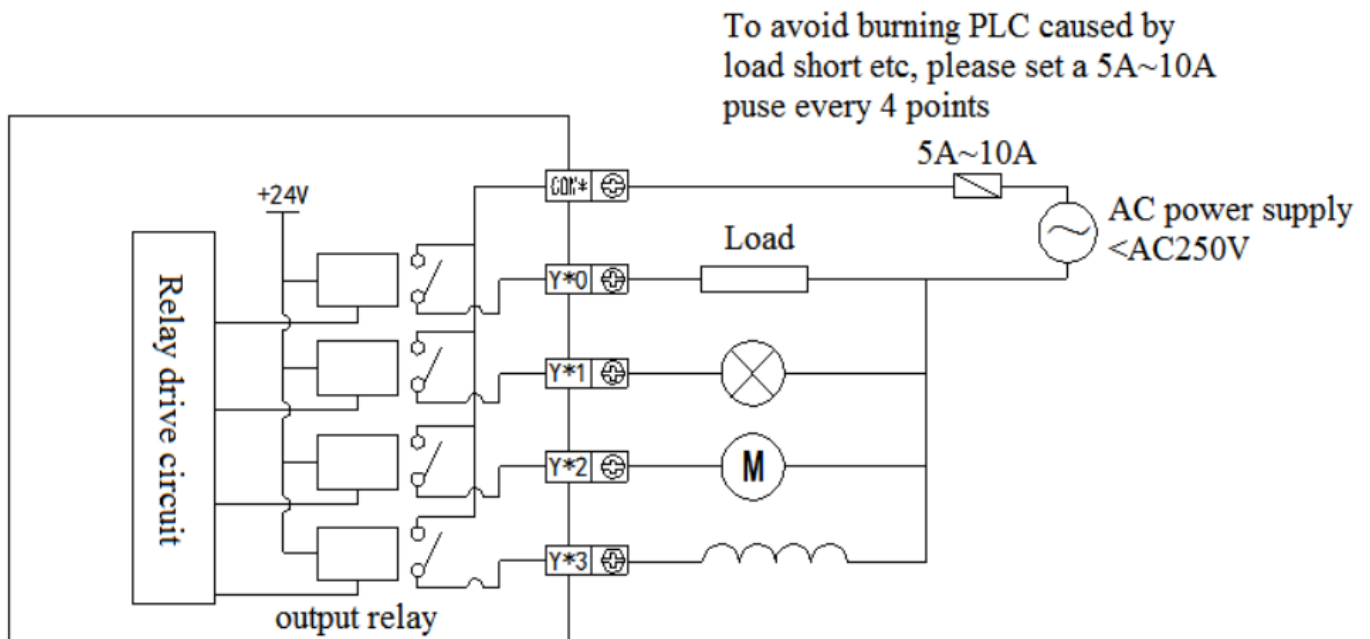 To avoid burning PLC caused by
load short etc, please set a 5A~10A
puse every 4 points
5A~10A
AC power supply
<AC250V
COM*
+24V
Load
Y*0
Relay drive circuit
Y*1
Y*2
M
Y*3
output relay